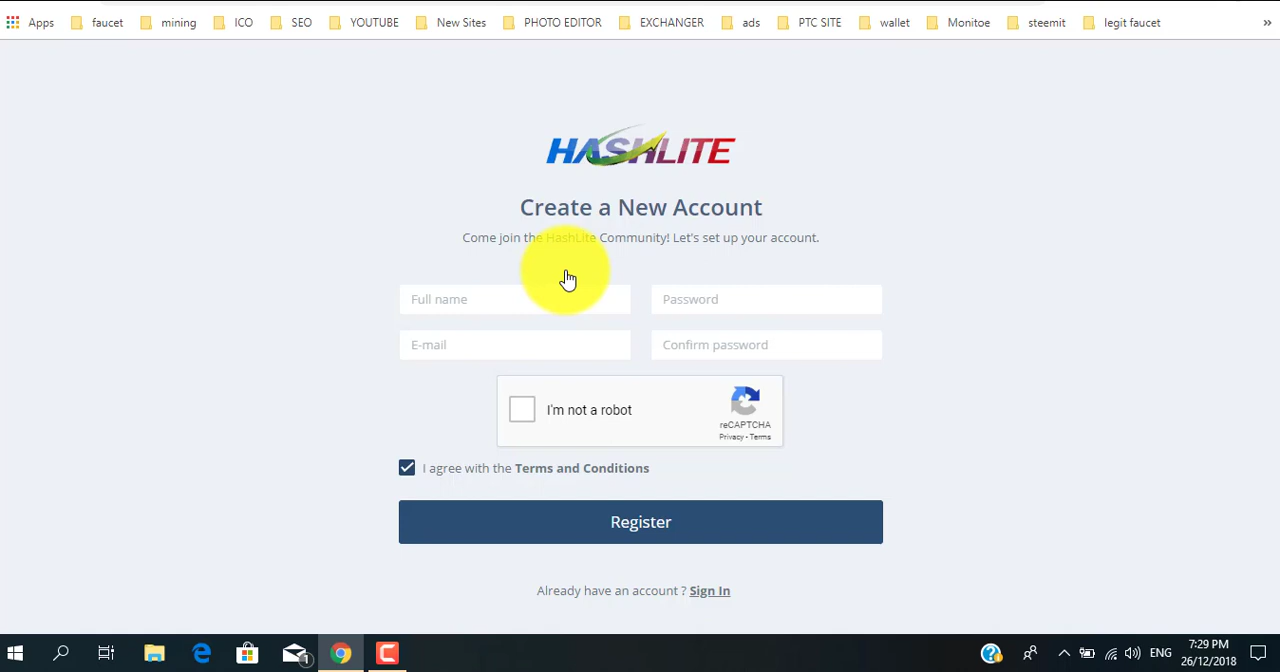 Apps faucet mining ICO SEO YOUTUBE New Sites PHOTO EDITOR EXCHANGER ads PTC SITE wallet Monitoe steemit legit faucet »
HASHLITE
Create a New Account
Come join the HashLite Community! Let's set up your account.
Full name Password
E-mail Confirm password
I'm not a robot
reCAPTCHA
Privacy - Terms
I agree with the Terms and Conditions
Register
Already have an account ? Sign In
1
ENG
7:29 PM
26/12/2018